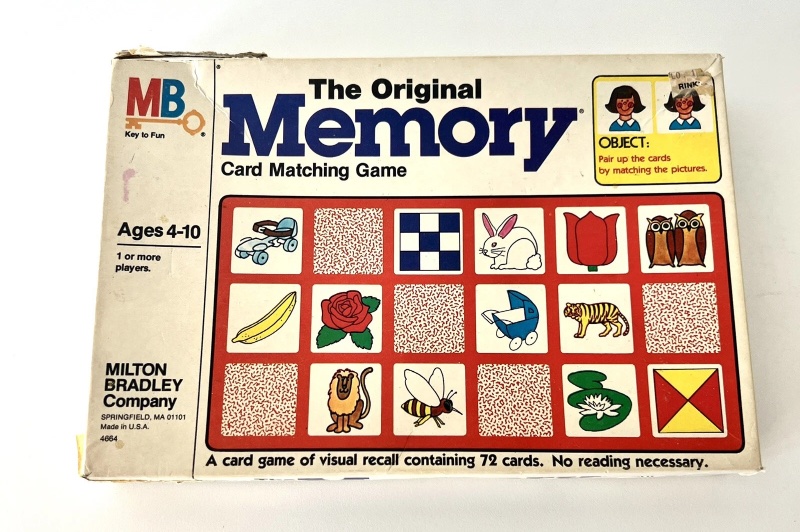 MB
Key to Fun
®
The Original
Memory®
Card Matching Game
RINK
OBJECT:
Pair up the cards
by matching the pictures.
Ages 4-10
1 or more
players.
MILTON
BRADLEY
Company
SPRINGFIELD, MA 01101
Made in U.S.A.
4664
A card game of visual recall containing 72 cards. No reading necessary.